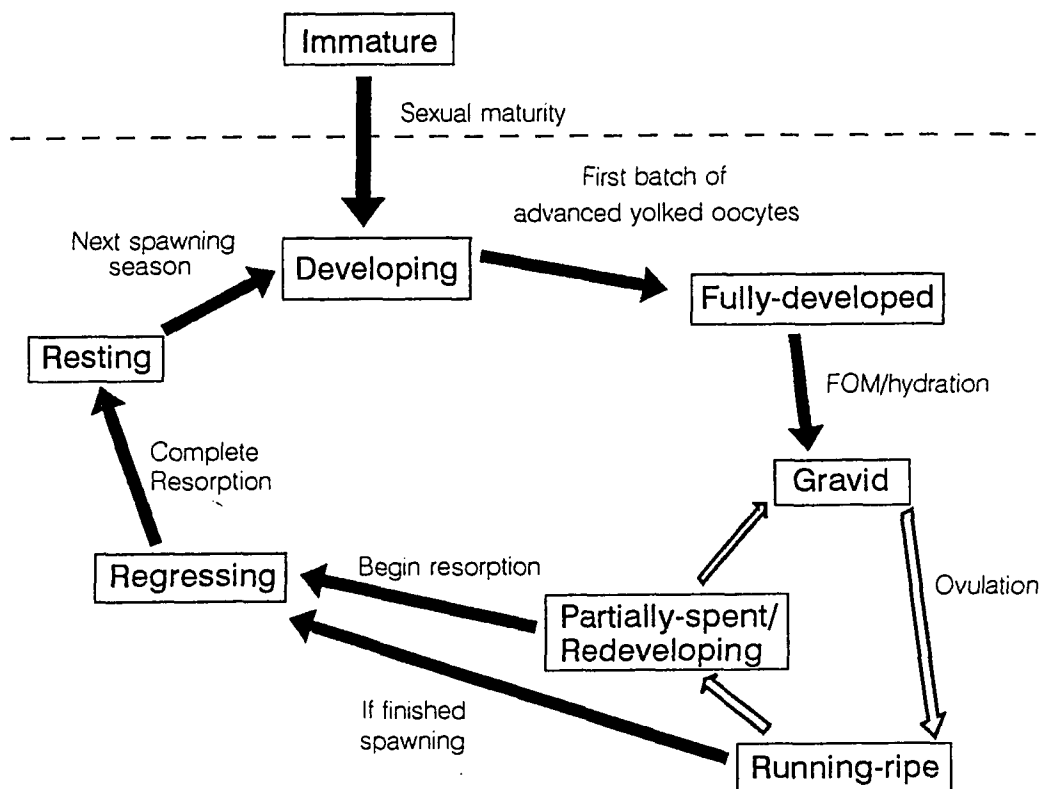 Immature
Sexual maturity
First batch of
advanced yolked oocytes
Next spawning
season
Developing
Fully-developed
Resting
FOM/hydration
Complete
Resorption
Gravid
Regressing
Begin resorption
Ovulation
Partially-spent/
Redeveloping
If finished
spawning
Running-ripe